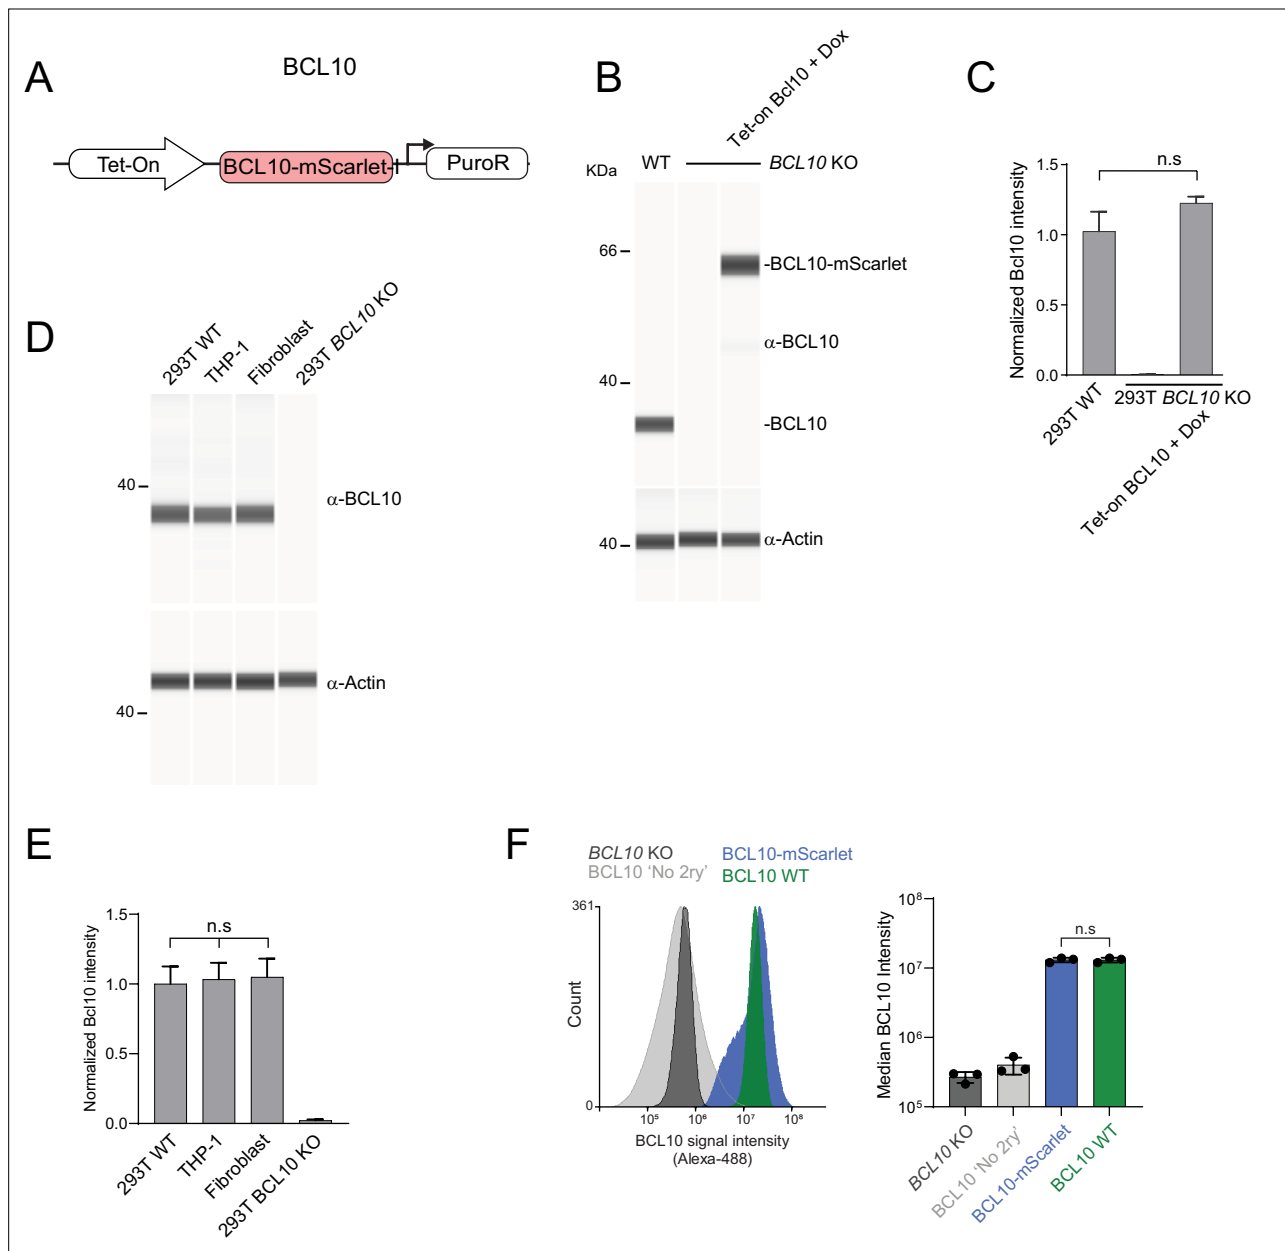 A
BCL10
Tet-On
BCL10-mScarlet-I
PuroR
B
Tet-on Bcl10 + Dox
WT
BCL10 KO
KDa
66
-BCL10-mScarlet
α-BCL10
40
-BCL10
40
α-Actin
C
n.s
1.5
1.0
0.5
0.0
Normalized Bcl10 intensity
293T WT
293T BCL10 KO
Tet-on BCL10 + Dox
D
293T WT
THP-1
Fibroblast
293T BCL10 KO
40
α-BCL10
α-Actin
40
E
n.s
1.5
1.0
0.5
0.0
Normalized Bcl10 intensity
293T WT
THP-1
Fibroblast
293T BCL10 KO
F
BCL10 KO
BCL10-mScarlet
BCL10 'No 2ry'
BCL10 WT
361
0
Count
10⁵
10⁶
10⁷
10⁸
BCL10 signal intensity
(Alexa-488)
n.s
10⁸
10⁷
10⁶
10⁵
Median BCL10 Intensity
BCL10 KO
BCL10 'No 2ry'
BCL10-mScarlet
BCL10 WT